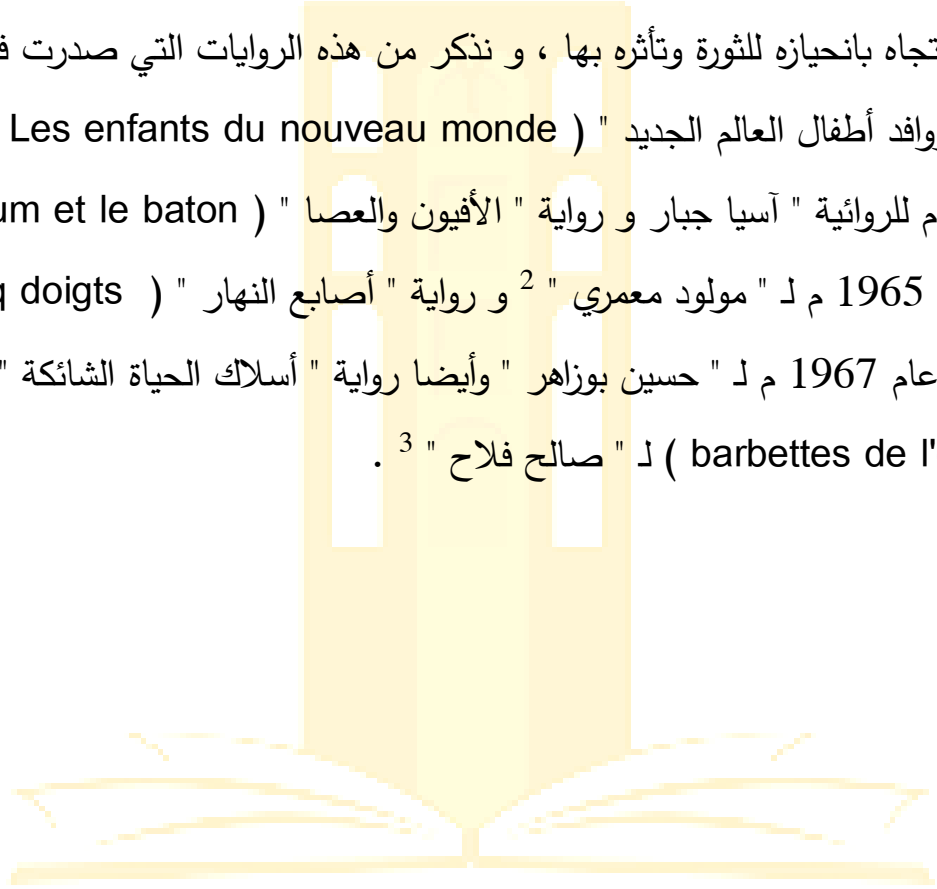 تجاه بانحيازه للثورة وتأثره بها ، و نذكر من هذه الروايات التي صدرت
وافد أطفال العالم الجديد " ( Les enfants du nouveau monde
م للروائية " آسيا جبار و رواية " الأفيون والعصا " ( um et le baton
1965 م لـ " مولود معمري " 2 و رواية " أصابع النهار " ( doigts
عام 1967 م لـ " حسين بوزاهر " وأيضا رواية " أسلاك الحياة الشائكة "
barbettes de l' ) لـ " صالح فلاح " 3 .